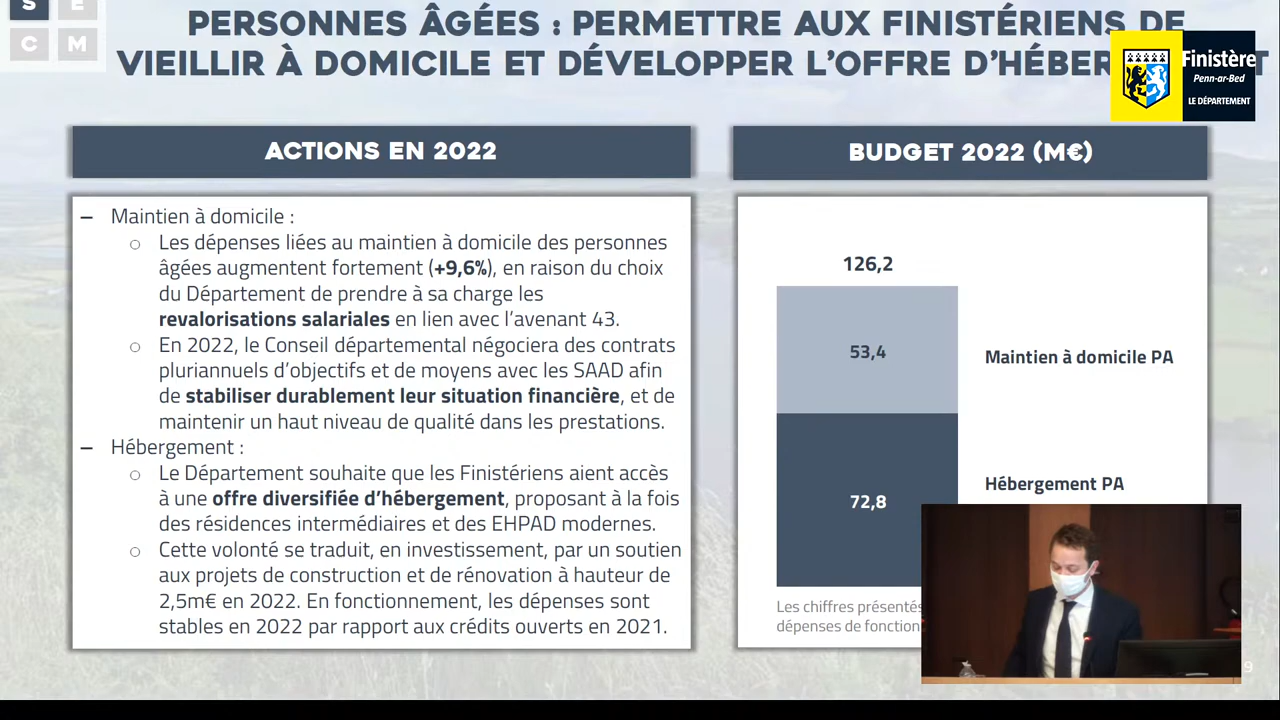 S E
C M
PERSONNES ÂGÉES : PERMETTRE AUX FINISTÉRIENS DE
VIEILLIR À DOMICILE ET DÉVELOPPER L'OFFRE
Finistère
Penn-ar-Bed
LE DÉPARTEMENT
ACTIONS EN 2022
– Maintien à domicile :
○ Les dépenses liées au maintien à domicile des personnes
âgées augmentent fortement (+9,6%), en raison du choix
du Département de prendre à sa charge les
revalorisations salariales en lien avec l'avenant 43.
○ En 2022, le Conseil départemental négociera des contrats
pluriannuels d'objectifs et de moyens avec les SAAD afin
de stabiliser durablement leur situation financière, et de
maintenir un haut niveau de qualité dans les prestations.
– Hébergement :
○ Le Département souhaite que les Finistériens aient accès
à une offre diversifiée d'hébergement, proposant à la fois
des résidences intermédiaires et des EHPAD modernes.
○ Cette volonté se traduit, en investissement, par un soutien
aux projets de construction et de rénovation à hauteur de
2,5m€ en 2022. En fonctionnement, les dépenses sont
stables en 2022 par rapport aux crédits ouverts en 2021.
BUDGET 2022 (M€)
126,2
53,4
Maintien à domicile PA
72,8
Hébergement PA
Les chiffres
dépenses de
9